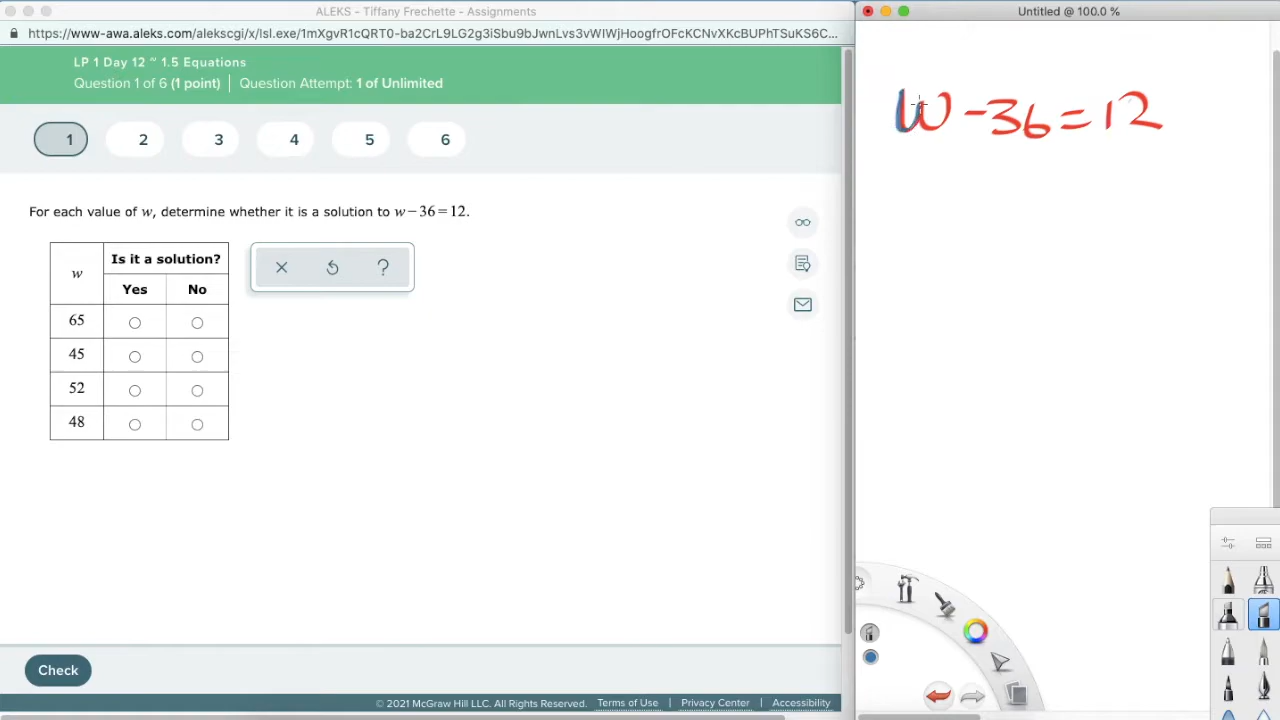 ALEKS - Tiffany Frechette - Assignments
Untitled @ 100.0 %
https://www-awa.aleks.com/alekscgi/x/lsl.exe/1mXgvR1cQRT0-ba2CrL9LG2g3iSbu9bJwnLvs3vWIWjHoogfrOFcKCNvXKcBUPhTSuKS6C...
LP 1 Day 12 ~ 1.5 Equations
Question 1 of 6 (1 point) | Question Attempt: 1 of Unlimited
1 2 3 4 5 6
W - 36 = 12
For each value of w, determine whether it is a solution to w − 36 = 12.
w Is it a solution?
Yes No
65
45
52
48
Check
© 2021 McGraw Hill LLC. All Rights Reserved. Terms of Use | Privacy Center | Accessibility